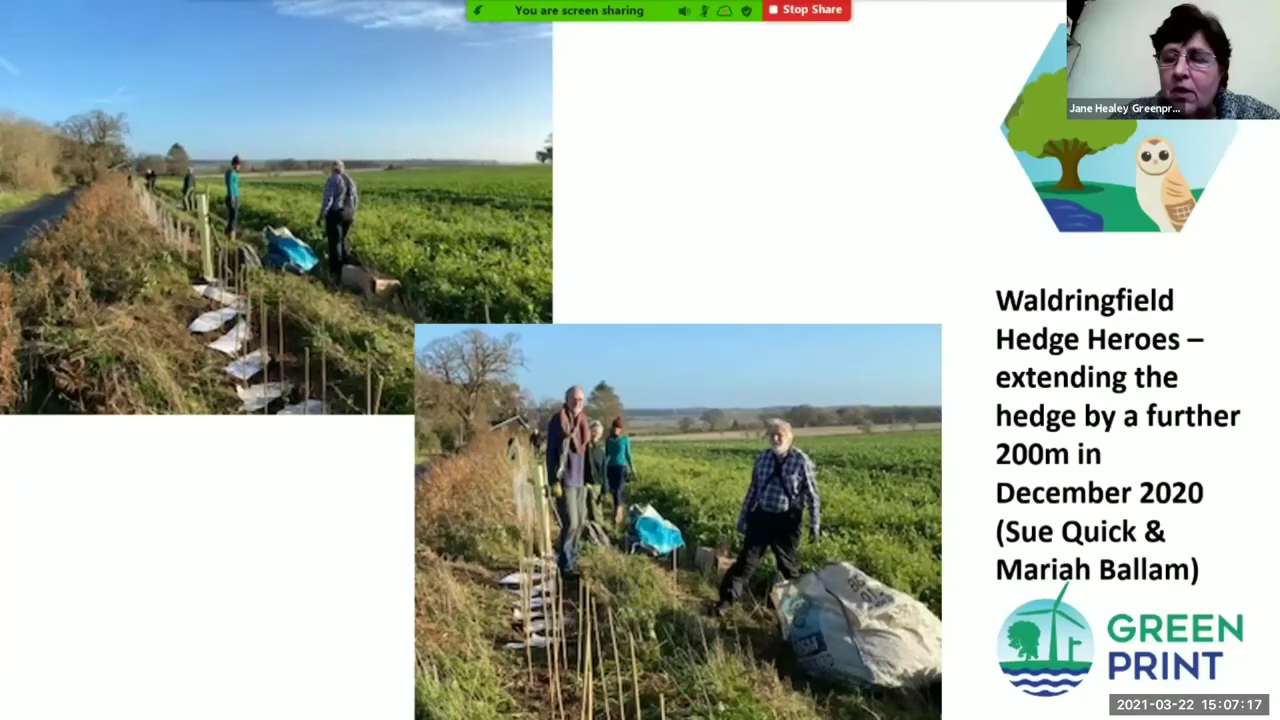 You are screen sharing
Stop Share
Jane Healey Greenpr...
Waldringfield
Hedge Heroes –
extending the
hedge by a further
200m in
December 2020
(Sue Quick &
Mariah Ballam)
GREEN
PRINT
2021-03-22 15:07:17